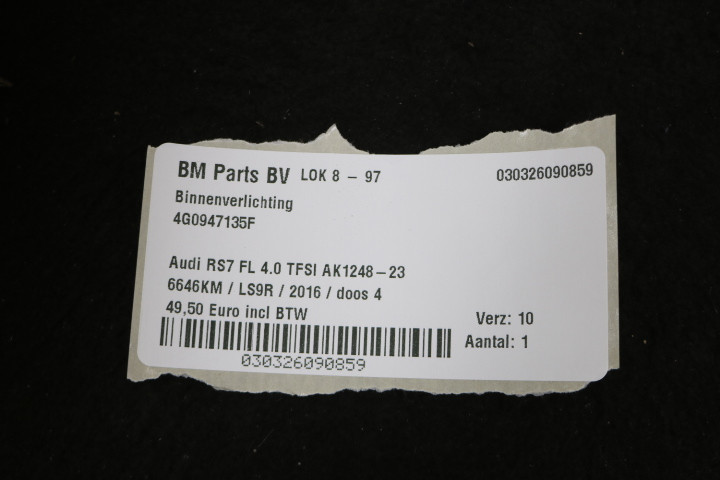 BM Parts BV LOK 8 - 97 030326090859
Binnenverlichting
4G0947135F
Audi RS7 FL 4.0 TFSI AK1248-23
6646KM / LS9R / 2016 / doos 4
49,50 Euro incl BTW Verz: 10
Aantal: 1
030326090859